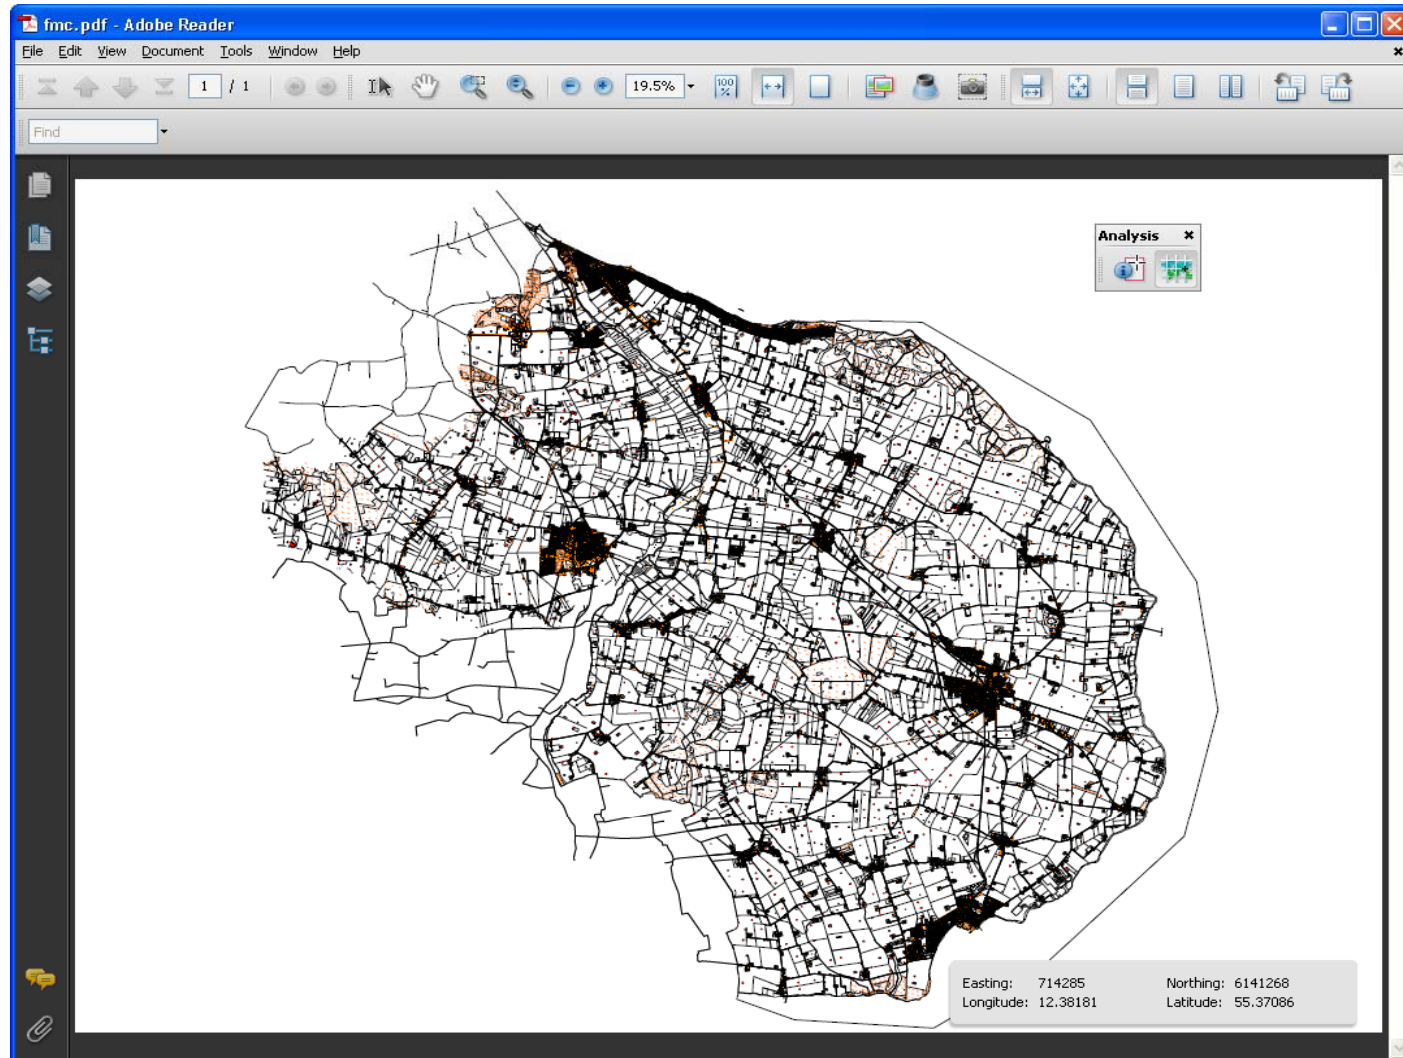 fmc.pdf - Adobe Reader
File Edit View Document Tools Window Help
1 / 1 19.5% 100 %
Find
Analysis
Easting: 714285 Northing: 6141268
Longitude: 12.38181 Latitude: 55.37086